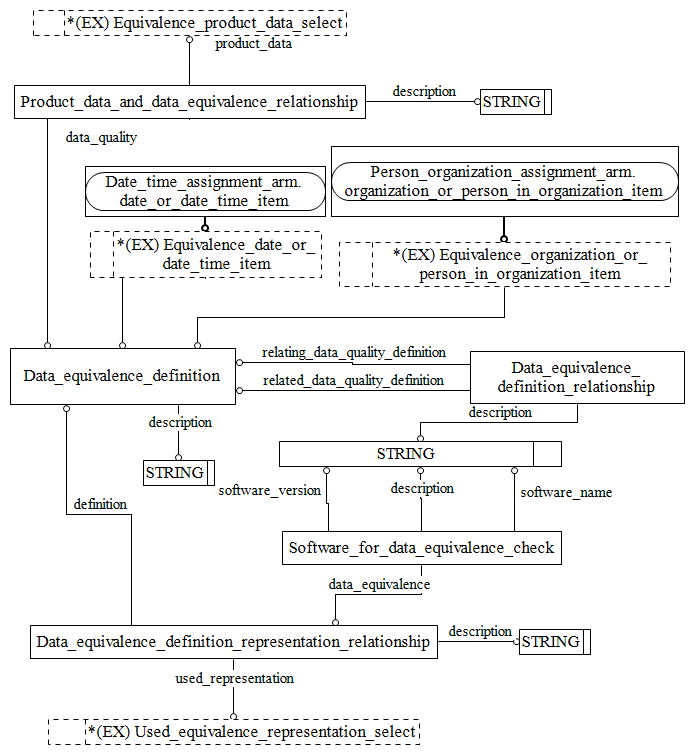 *(EX) Equivalence_product_data_select
product_data
Product_data_and_data_equivalence_relationship
description
STRING
data_quality
Date_time_assignment_arm.
date_or_date_time_item
Person_organization_assignment_arm.
organization_or_person_in_organization_item
*(EX) Equivalence_date_or_
date_time_item
*(EX) Equivalence_organization_or_
person_in_organization_item
Data_equivalence_definition
relating_data_quality_definition
related_data_quality_definition
Data_equivalence_
definition_relationship
description
description
STRING
STRING
software_version
description
software_name
definition
Software_for_data_equivalence_check
data_equivalence
Data_equivalence_definition_representation_relationship
description
STRING
used_representation
*(EX) Used_equivalence_representation_select